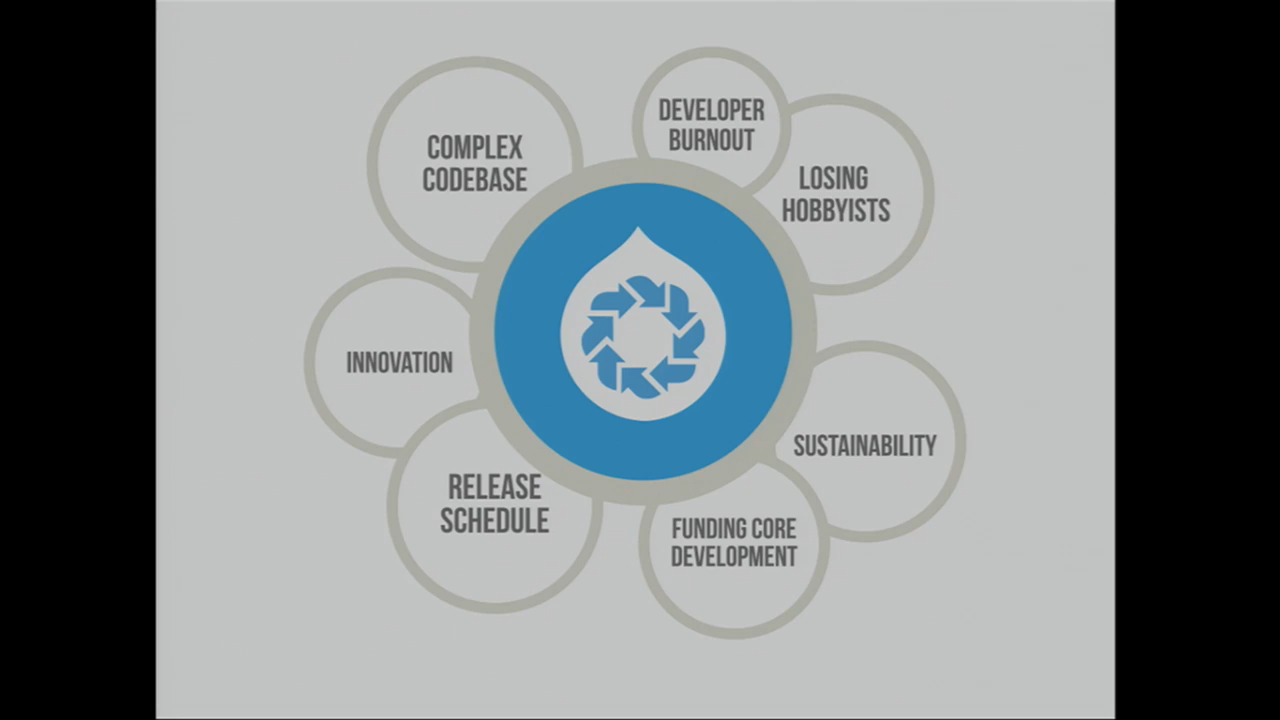 DEVELOPER
BURNOUT
COMPLEX
CODEBASE
LOSING
HOBBYISTS
INNOVATION
SUSTAINABILITY
RELEASE
SCHEDULE
FUNDING CORE
DEVELOPMENT